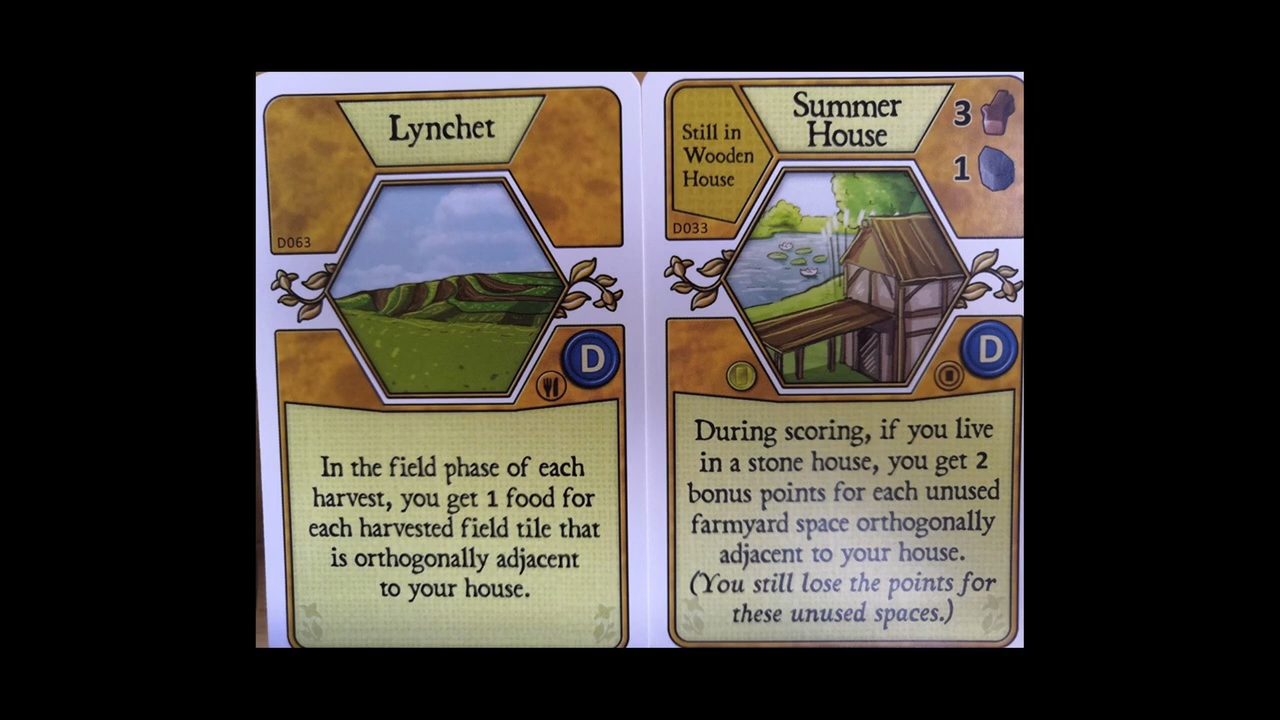 Lynchet
D063
D
In the field phase of each
harvest, you get 1 food for
each harvested field tile that
is orthogonally adjacent
to your house.
Still in
Wooden
House
Summer
House
3
1
D033
D
During scoring, if you live
in a stone house, you get 2
bonus points for each unused
farmyard space orthogonally
adjacent to your house.
(You still lose the points for
these unused spaces.)